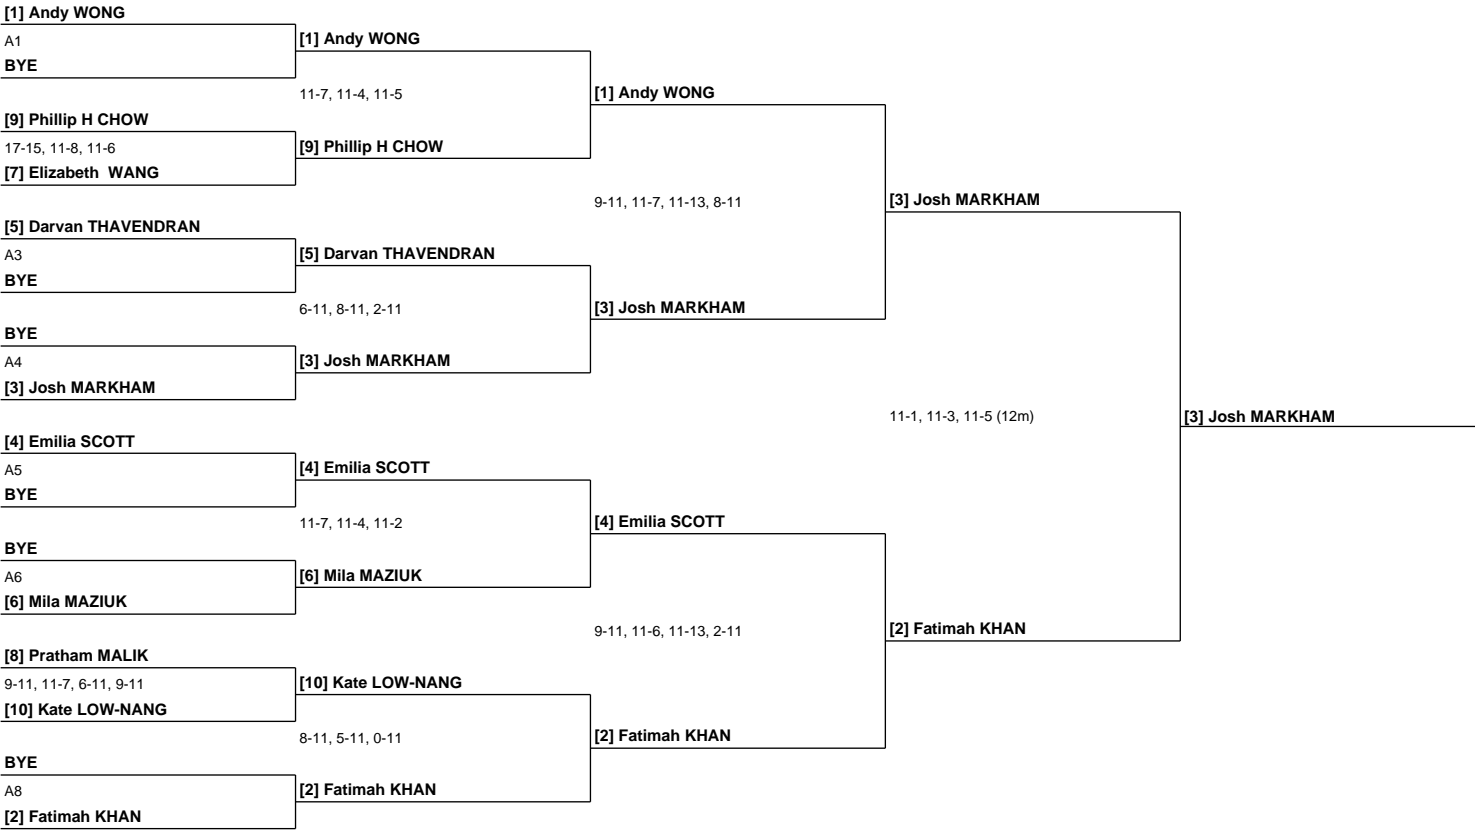 [1] Andy WONG
A1
BYE
[9] Phillip H CHOW
17-15, 11-8, 11-6
[7] Elizabeth  WANG
[5] Darvan THAVENDRAN
A3
BYE
BYE
A4
[3] Josh MARKHAM
[4] Emilia SCOTT
A5
BYE
BYE
A6
[6] Mila MAZIUK
[8] Pratham MALIK
9-11, 11-7, 6-11, 9-11
[10] Kate LOW-NANG
BYE
A8
[2] Fatimah KHAN
[1] Andy WONG
11-7, 11-4, 11-5
[9] Phillip H CHOW
[5] Darvan THAVENDRAN
6-11, 8-11, 2-11
[3] Josh MARKHAM
[4] Emilia SCOTT
11-7, 11-4, 11-2
[6] Mila MAZIUK
[10] Kate LOW-NANG
8-11, 5-11, 0-11
[2] Fatimah KHAN
[1] Andy WONG
9-11, 11-7, 11-13, 8-11
[3] Josh MARKHAM
[4] Emilia SCOTT
9-11, 11-6, 11-13, 2-11
[2] Fatimah KHAN
[3] Josh MARKHAM
11-1, 11-3, 11-5 (12m)
[2] Fatimah KHAN
[3] Josh MARKHAM